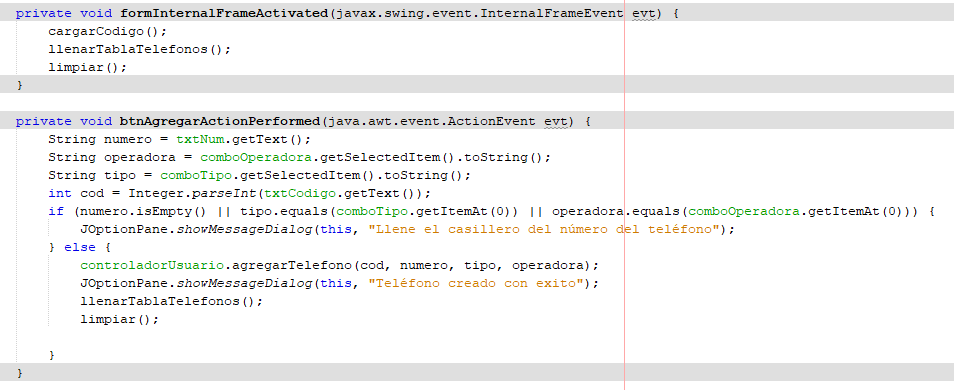 private void formInternalFrameActivated(javax.swing.event.InternalFrameEvent evt) {
    cargarCodigo();
    llenarTablaTelefonos();
    limpiar();
}
private void btnAgregarActionPerformed(java.awt.event.ActionEvent evt) {
    String numero = txtNum.getText();
    String operadora = comboOperadora.getSelectedItem().toString();
    String tipo = comboTipo.getSelectedItem().toString();
    int cod = Integer.parseInt(txtCodigo.getText());
    if (numero.isEmpty() || tipo.equals(comboTipo.getItemAt(0)) || operadora.equals(comboOperadora.getItemAt(0))) {
        JOptionPane.showMessageDialog(this, "Llene el casillero del número del teléfono");
    } else {
        controladorUsuario.agregarTelefono(cod, numero, tipo, operadora);
        JOptionPane.showMessageDialog(this, "Teléfono creado con exito");
        llenarTablaTelefonos();
        limpiar();
    }
}